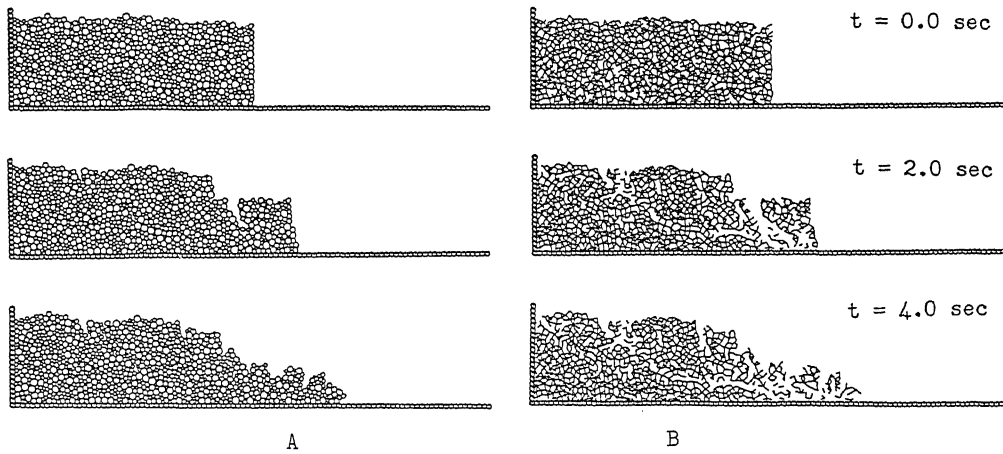 t = 0.0 sec
t = 2.0 sec
t = 4.0 sec
A
B